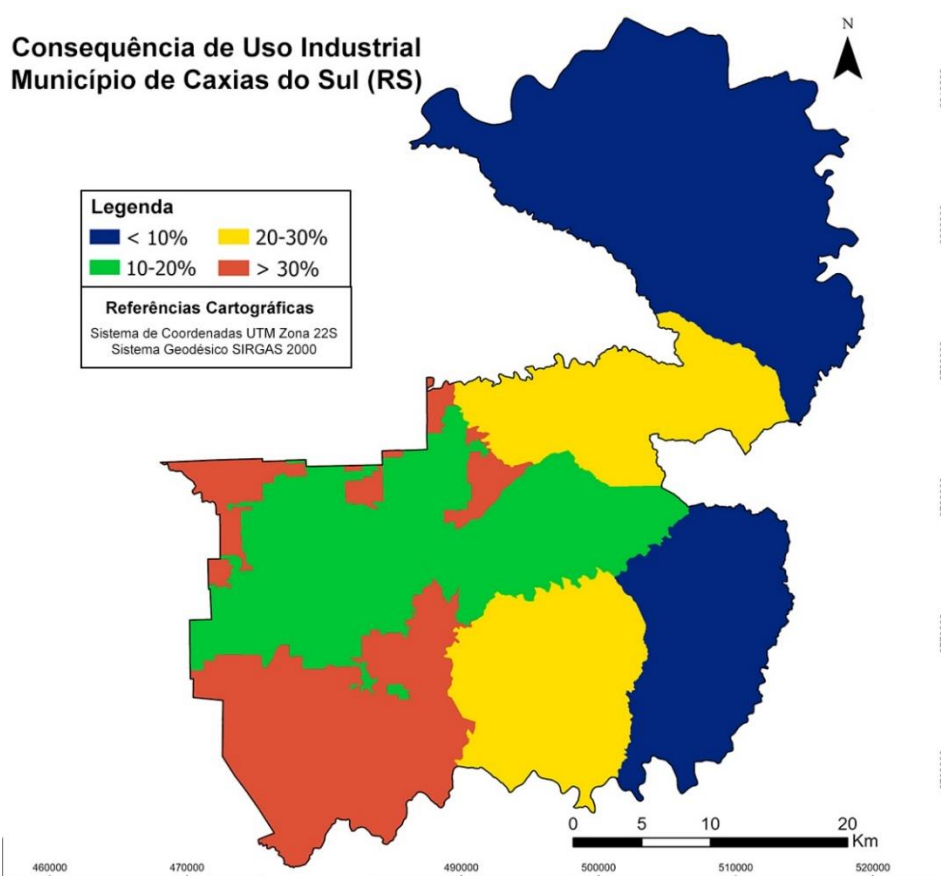 Consequência de Uso Industrial
Município de Caxias do Sul (RS)
N
Legenda
< 10%
20-30%
10-20%
> 30%
Referências Cartográficas
Sistema de Coordenadas UTM Zona 22S
Sistema Geodésico SIRGAS 2000
0 5 10 20
Km
460000 470000 490000 500000 510000 520000